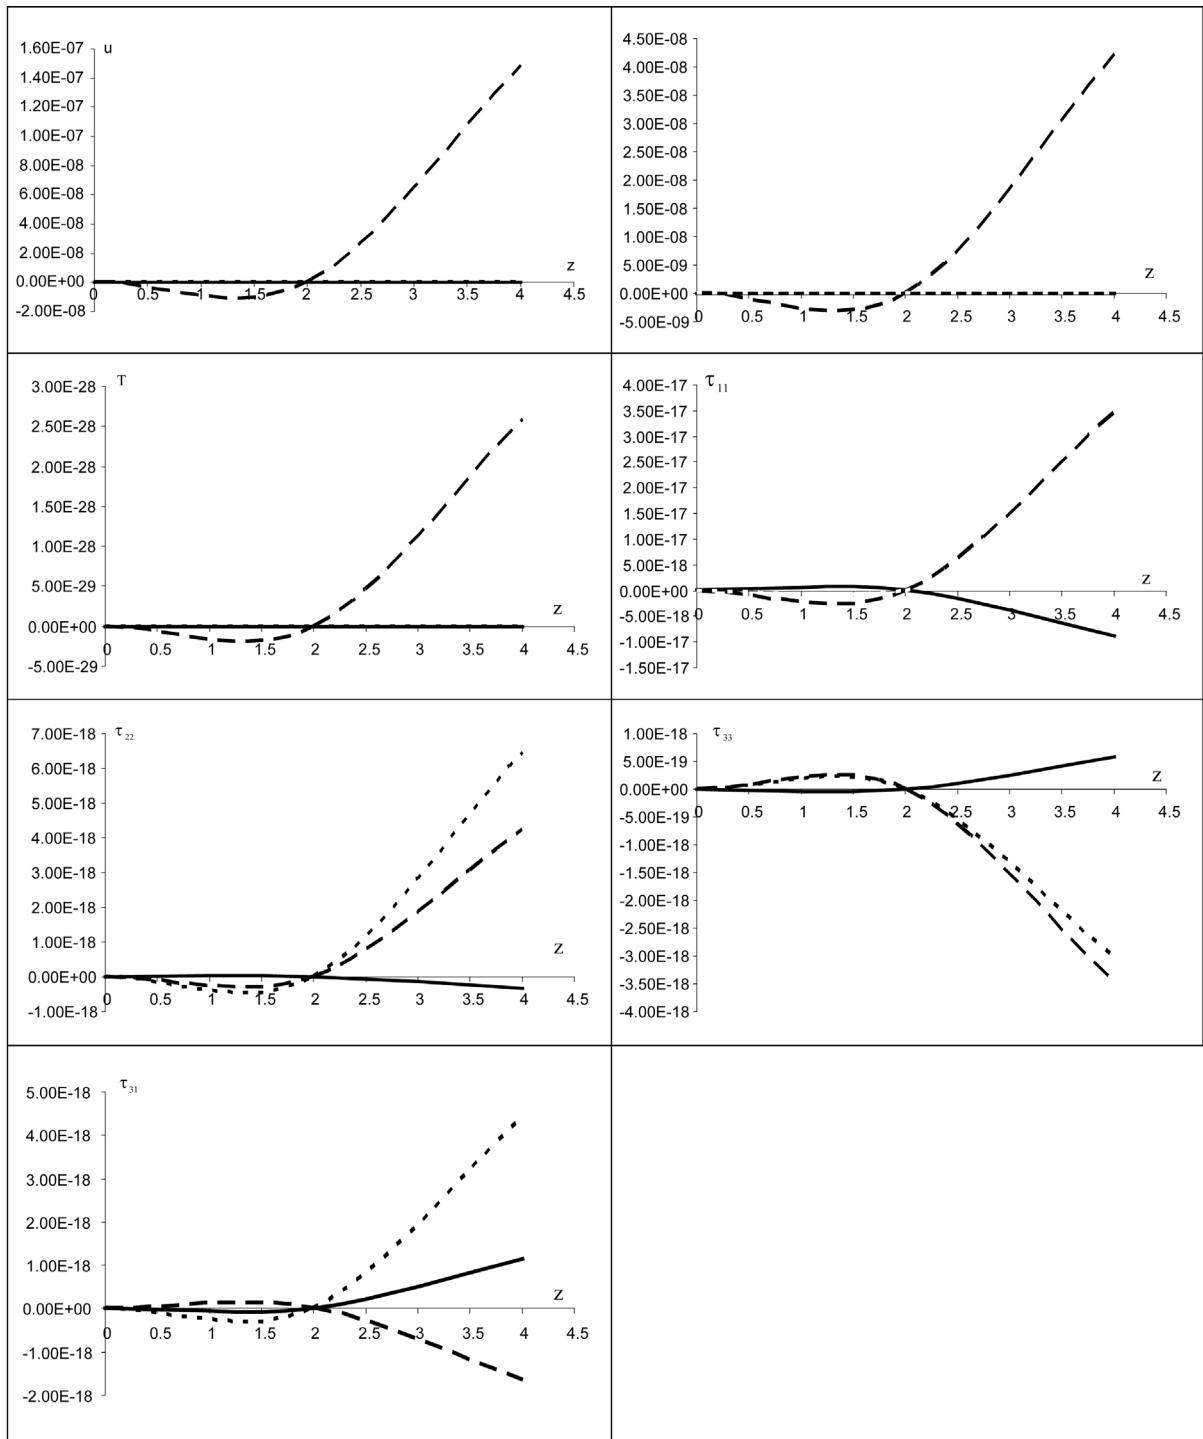 1.60E-07
u
1.40E-07
1.20E-07
1.00E-07
8.00E-08
6.00E-08
4.00E-08
2.00E-08
z
0.00E+00
0 0.5 1 1.5 2 2.5 3 3.5 4 4.5
-2.00E-08
4.50E-08
4.00E-08
3.50E-08
3.00E-08
2.50E-08
2.00E-08
1.50E-08
1.00E-08
5.00E-09
z
0.00E+00
0 0.5 1 1.5 2 2.5 3 3.5 4 4.5
-5.00E-09
3.00E-28
T
2.50E-28
2.00E-28
1.50E-28
1.00E-28
5.00E-29
z
0.00E+00
0 0.5 1 1.5 2 2.5 3 3.5 4 4.5
-5.00E-29
4.00E-17
τ11
3.50E-17
3.00E-17
2.50E-17
2.00E-17
1.50E-17
1.00E-17
5.00E-18
z
0.00E+00
0 0.5 1 1.5 2 2.5 3 3.5 4 4.5
-5.00E-18
-1.00E-17
-1.50E-17
7.00E-18
τ22
6.00E-18
5.00E-18
4.00E-18
3.00E-18
2.00E-18
1.00E-18
z
0.00E+00
0 0.5 1 1.5 2 2.5 3 3.5 4 4.5
-1.00E-18
1.00E-18
τ33
5.00E-19
z
0.00E+00
0 0.5 1 1.5 2 2.5 3 3.5 4 4.5
-5.00E-19
-1.00E-18
-1.50E-18
-2.00E-18
-2.50E-18
-3.00E-18
-3.50E-18
-4.00E-18
5.00E-18
τ31
4.00E-18
3.00E-18
2.00E-18
1.00E-18
z
0.00E+00
0 0.5 1 1.5 2 2.5 3 3.5 4 4.5
-1.00E-18
-2.00E-18